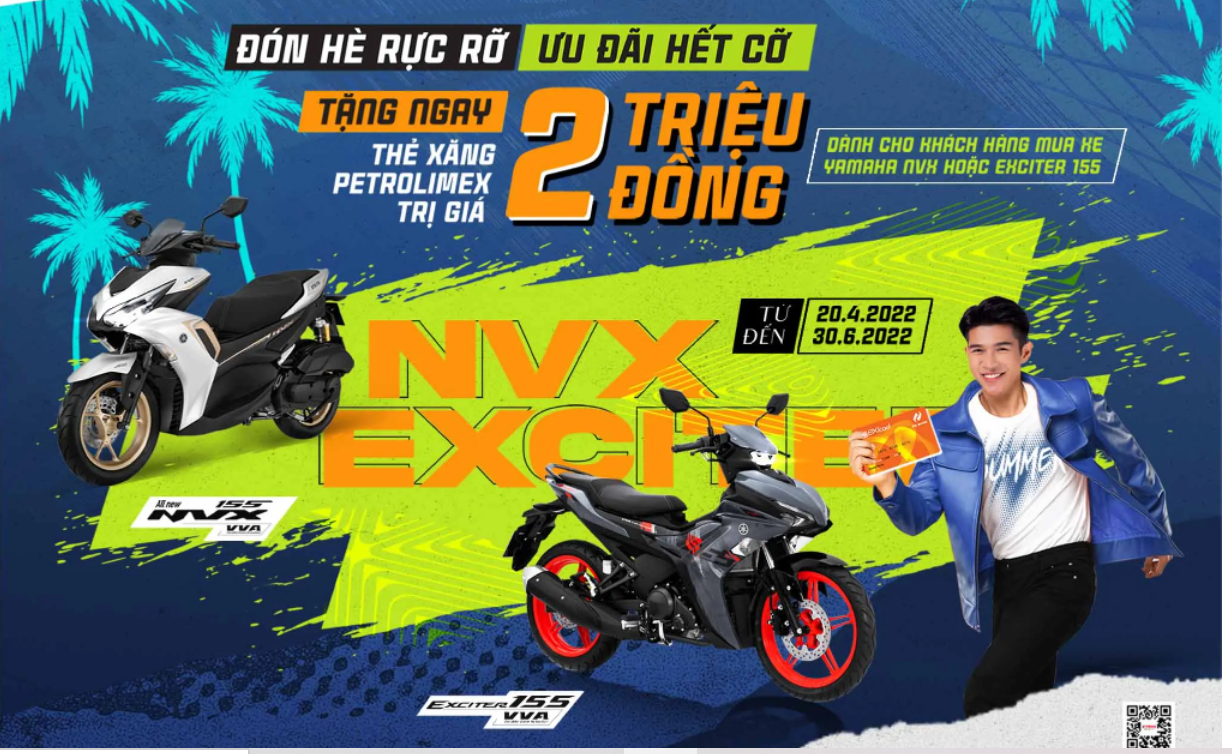 ĐÓN HÈ RỰC RỠ ƯU ĐÃI HẾT CỠ
TẶNG NGAY
THẺ XĂNG
PETROLIMEX
TRỊ GIÁ
2 TRIỆU
ĐỒNG
DÀNH CHO KHÁCH HÀNG MUA XE
YAMAHA NVX HOẶC EXCITER 155
TỪ 20.4.2022
ĐẾN 30.6.2022
NVX
EXCITER
SUMMER
All new
NVX 155
VVA
EXCITER 155
VVA